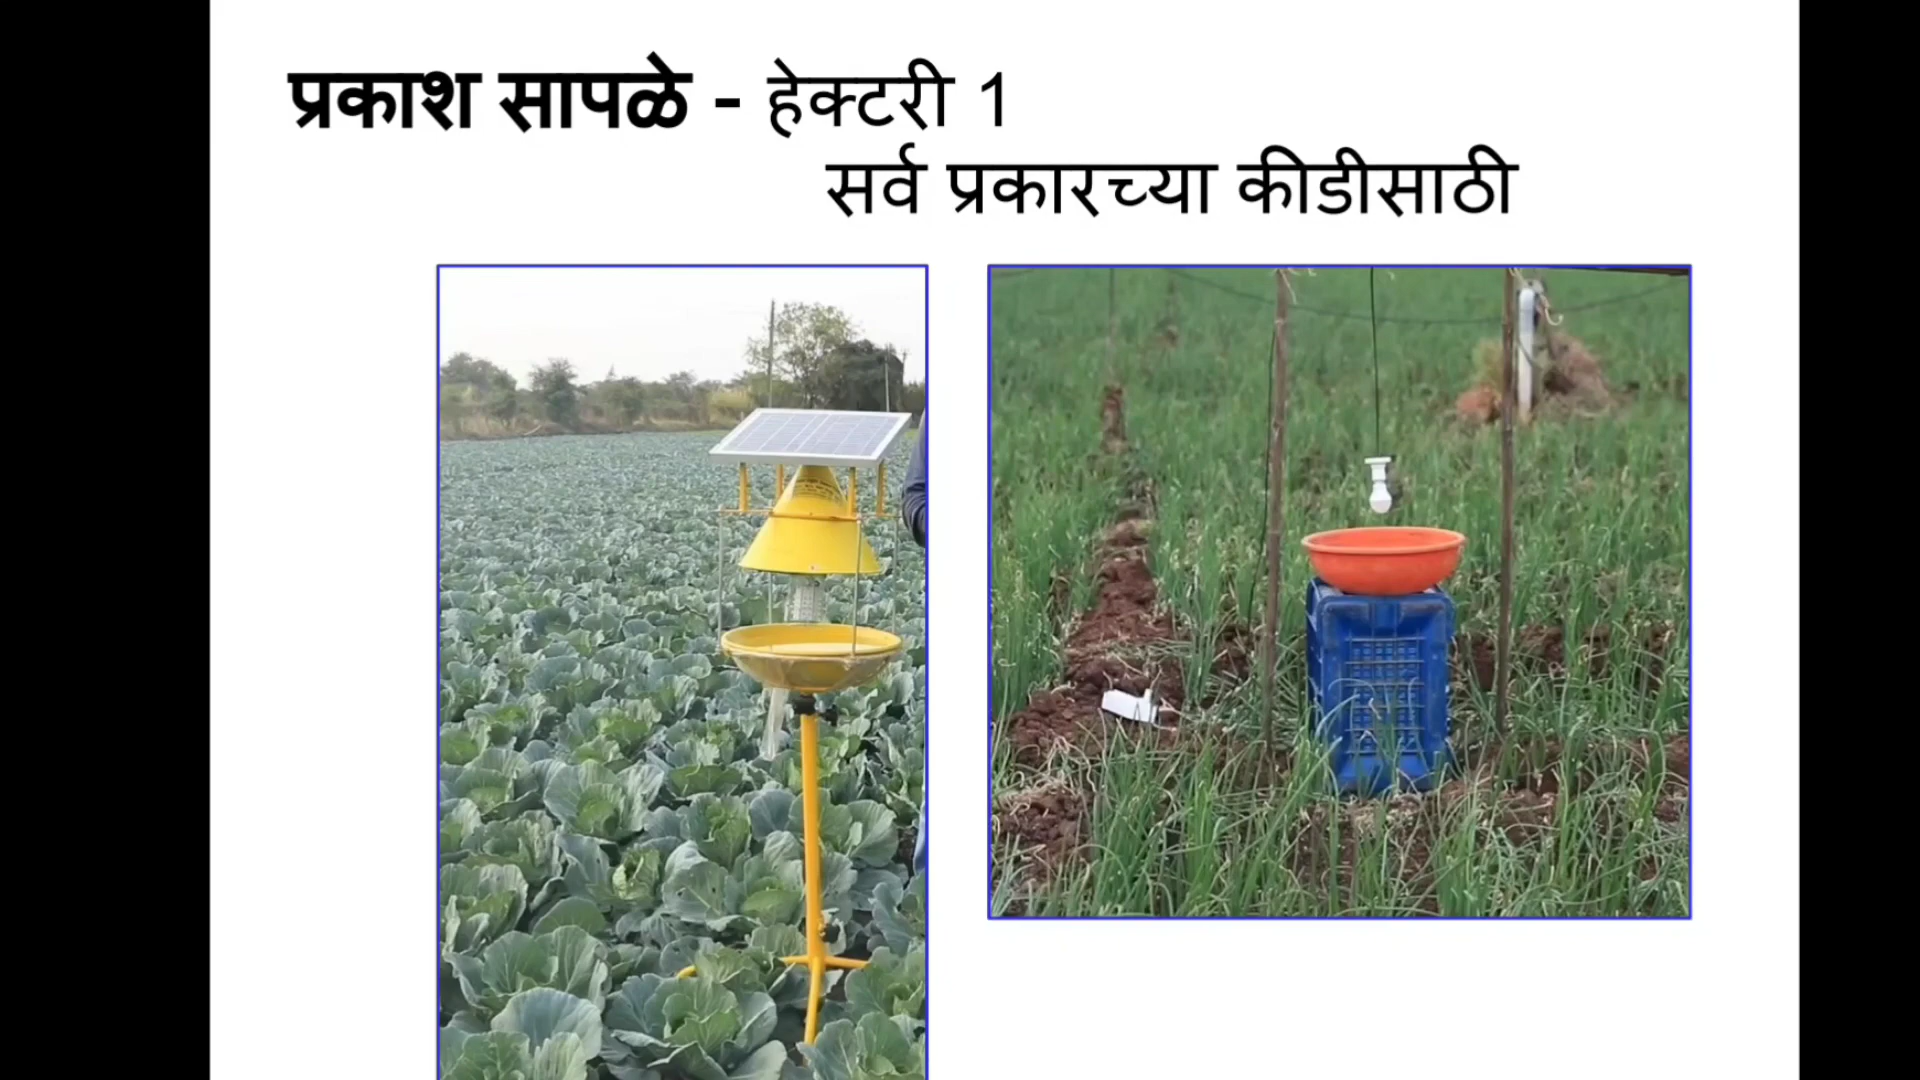 प्रकाश सापळे - हेक्टरी 1
सर्व प्रकारच्या कीडीसाठी